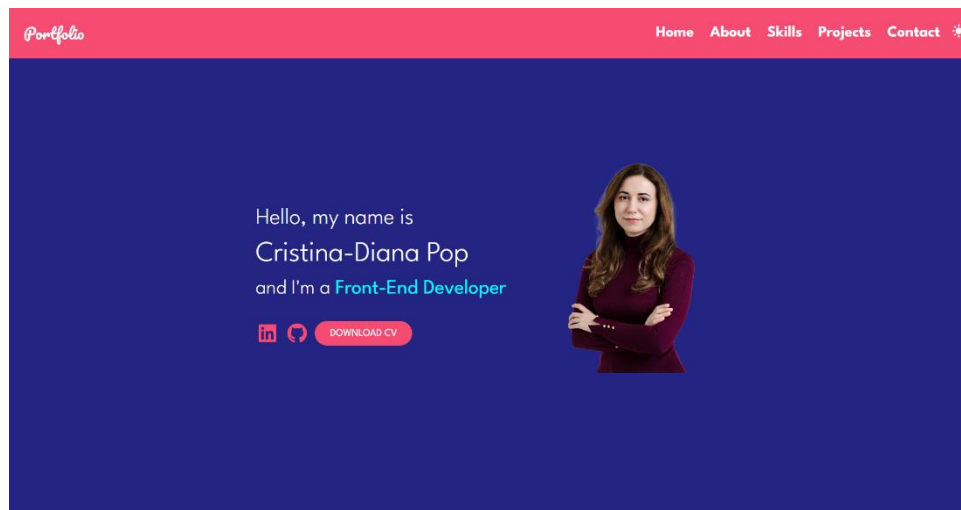 Portfolio
Home About Skills Projects Contact
Hello, my name is
Cristina-Diana Pop
and I'm a Front-End Developer
in
DOWNLOAD CV